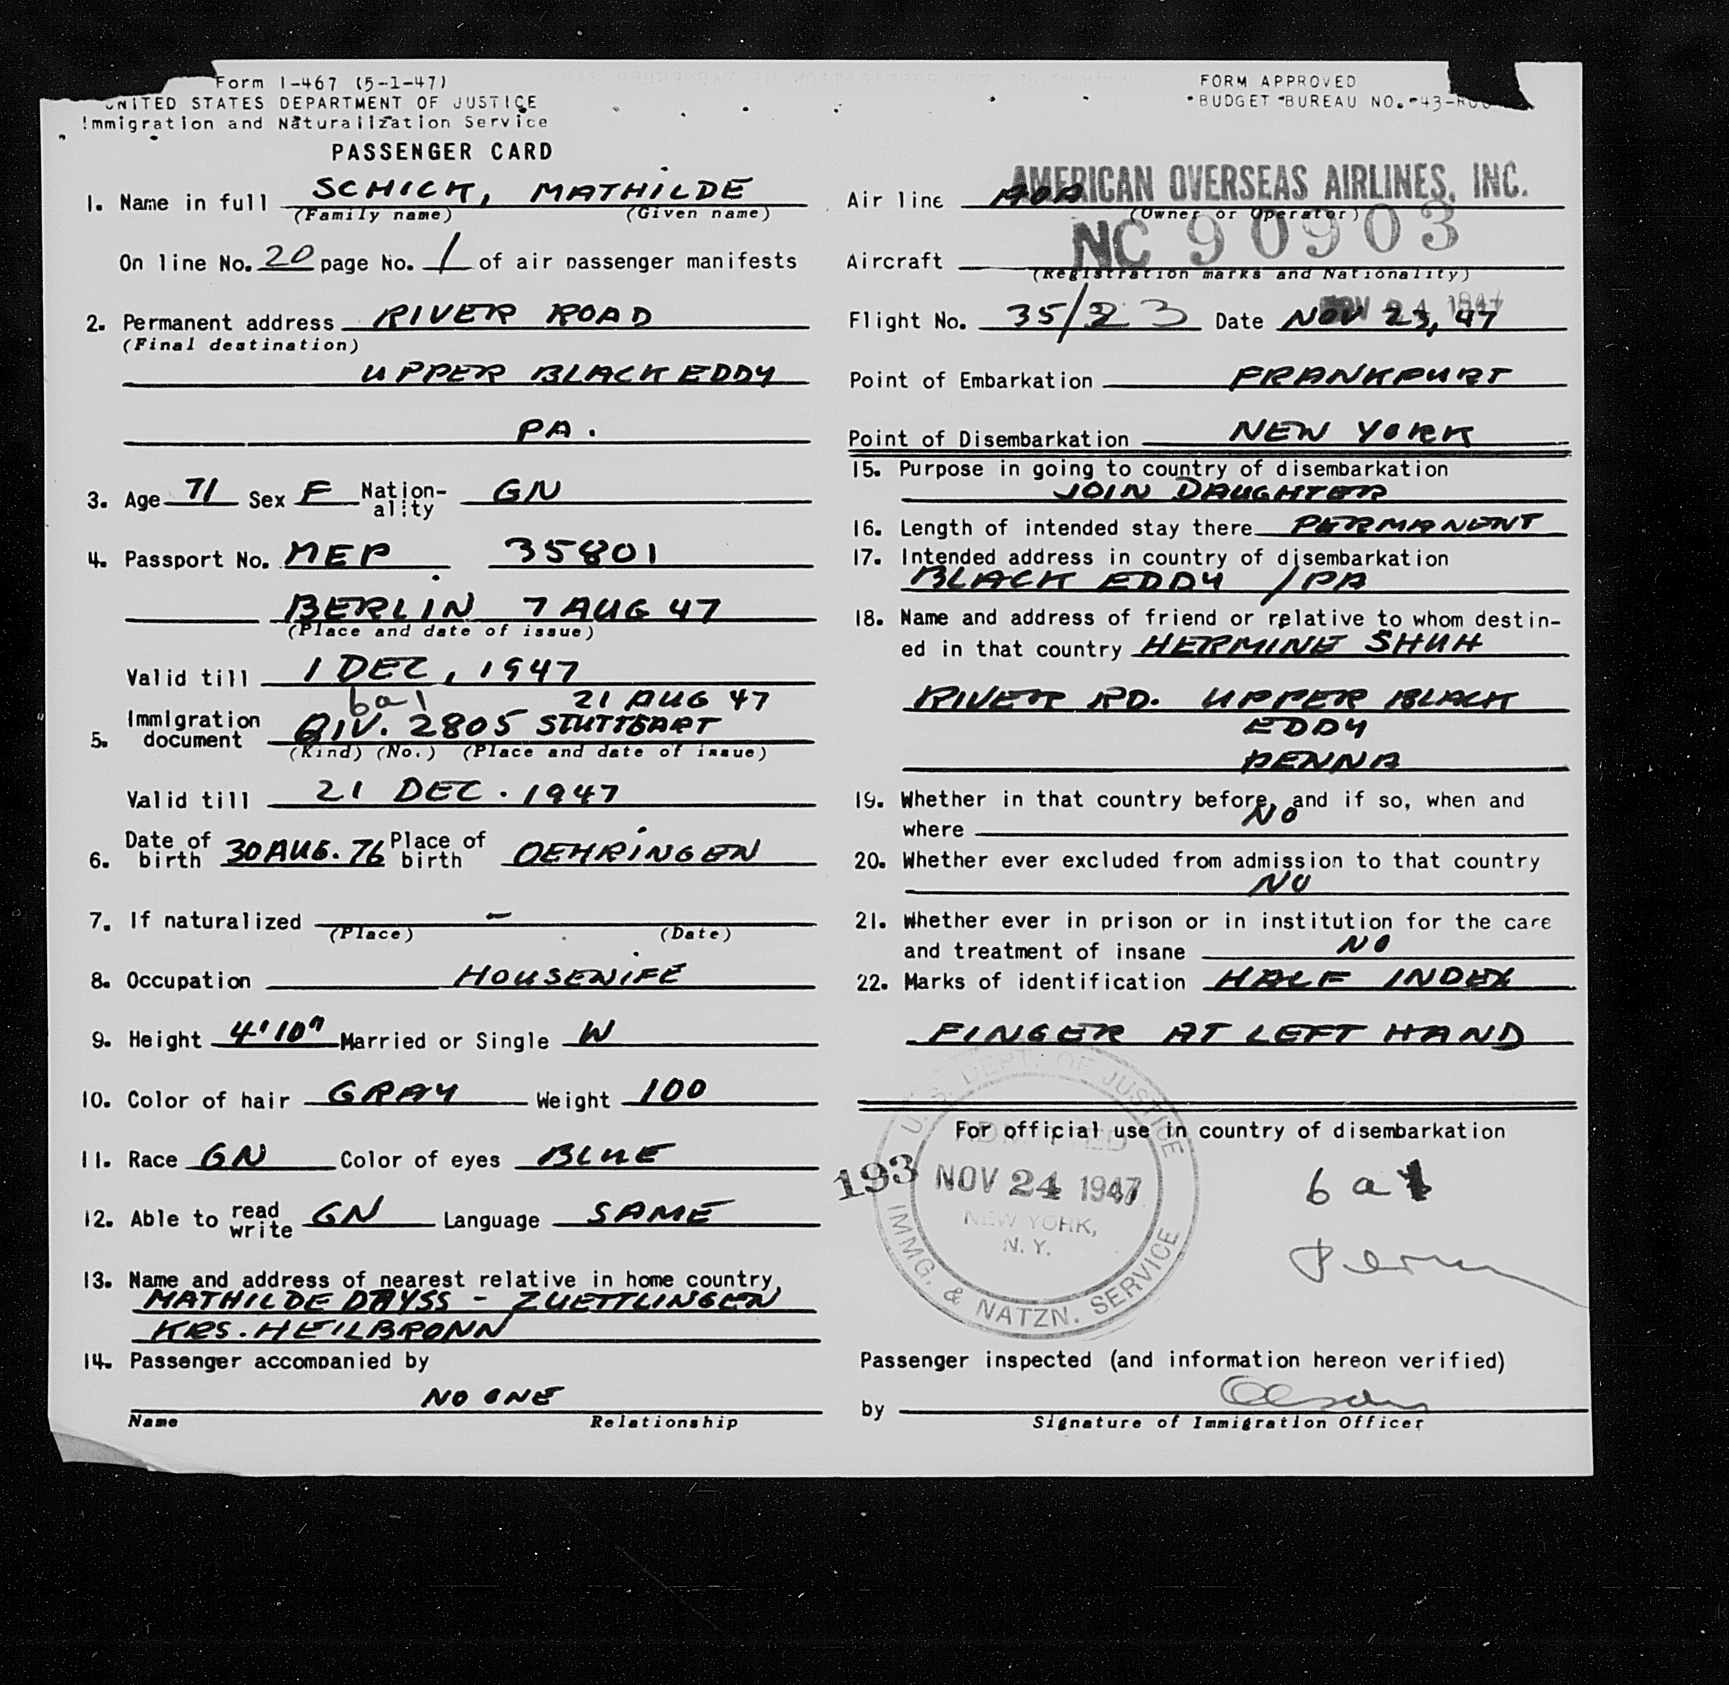 Form I-467 (5-1-47)
UNITED STATES DEPARTMENT OF JUSTICE
Immigration and Naturalization Service
PASSENGER CARD
1. Name in full SCHICK, MATHILDE
(Family name) (Given name)
On line No. 20 page No. 1 of air passenger manifests
2. Permanent address RIVER ROAD
(Final destination)
UPPER BLACK EDDY
PA.
3. Age 71 Sex F Nation-ality GN
4. Passport No. MEP 35801
BERLIN 7 AUG 47
(Place and date of issue)
Valid till 1 DEC, 1947
6a1 21 AUG 47
5. Immigration document QIV. 2805 STUTTGART
(Kind) (No.) (Place and date of issue)
Valid till 21 DEC. 1947
6. Date of birth 30 AUG. 76 Place of birth OEHRINGEN
7. If naturalized –
(Place) (Date)
8. Occupation HOUSEWIFE
9. Height 4'10" Married or Single W
10. Color of hair GRAY Weight 100
11. Race GN Color of eyes BLUE
12. Able to read write GN Language SAME
13. Name and address of nearest relative in home country,
MATHILDE DAYSS - ZUETTLINGEN
KRS. HEILBRONN
14. Passenger accompanied by
NO ONE
Name Relationship
FORM APPROVED
BUDGET BUREAU NO. 43-
AMERICAN OVERSEAS AIRLINES, INC.
Air line AOA
(Owner or Operator)
Aircraft NC 90903
(Registration marks and Nationality)
NOV 24 1947
Flight No. 35/23 Date NOV 23, 47
Point of Embarkation FRANKFURT
Point of Disembarkation NEW YORK
15. Purpose in going to country of disembarkation
JOIN DAUGHTER
16. Length of intended stay there PERMANENT
17. Intended address in country of disembarkation
BLACK EDDY / PA
18. Name and address of friend or relative to whom destin-
ed in that country HERMINE SHUH
RIVER RD. UPPER BLACK
EDDY
PENNA
19. Whether in that country before, and if so, when and
where NO
20. Whether ever excluded from admission to that country
NO
21. Whether ever in prison or in institution for the care
and treatment of insane NO
22. Marks of identification HALF INDEX
FINGER AT LEFT HAND
For official use in country of disembarkation
U.S. DEPT. OF JUSTICE
ADMITTED
193
NOV 24 1947
NEW YORK,
N.Y.
IMMG. & NATZN. SERVICE
6a1
Perm
Passenger inspected (and information hereon verified)
by
Signature of Immigration Officer